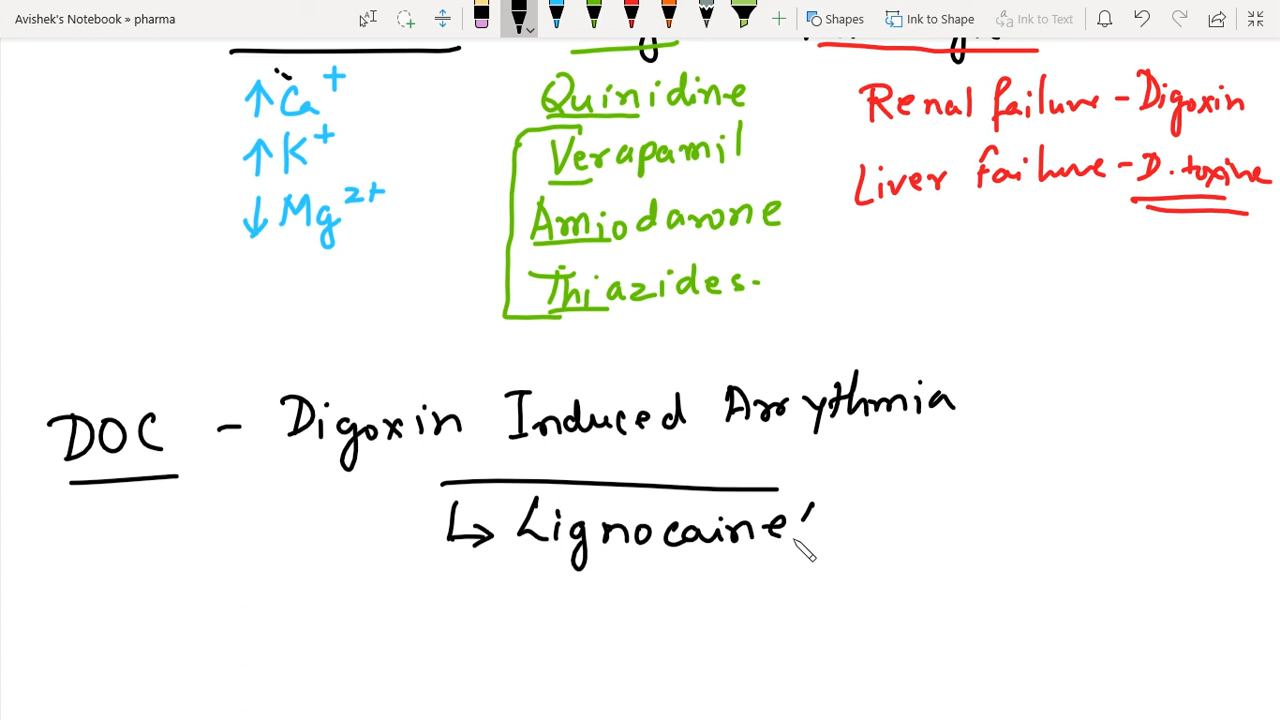 Avishek's Notebook » pharma
Shapes
Ink to Shape
Ink to Text
↑ Ca+
↑ K+
↓ Mg2+
Quinidine
Verapamil
Amiodarone
Thiazides.
Renal failure - Digoxin
Liver failure - D. toxine
DOC - Digoxin Induced Arrythmia
↳ Lignocaine